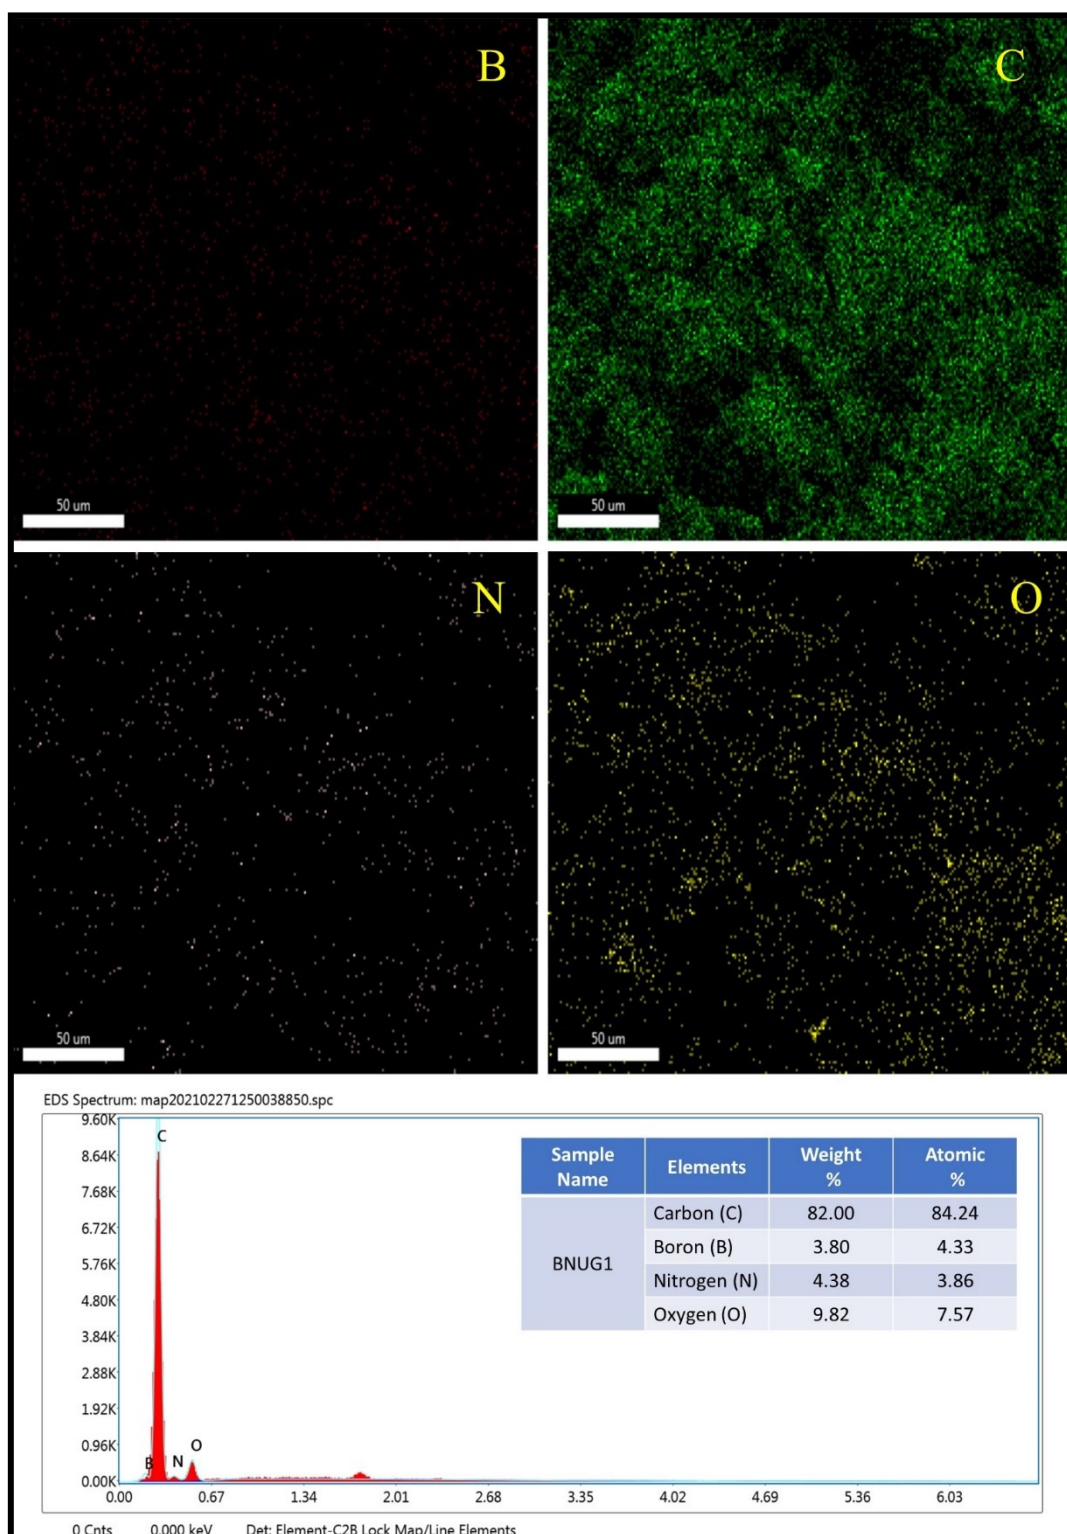 B
C
50 um
50 um
N
O
50 um
50 um
EDS Spectrum: map202102271250038850.spc
9.60K
8.64K
7.68K
6.72K
5.76K
4.80K
3.84K
2.88K
1.92K
0.96K
0.00K
C
B
N
O
0.00 0.67 1.34 2.01 2.68 3.35 4.02 4.69 5.36 6.03
Sample Name Elements Weight % Atomic %
BNUG1
Carbon (C) 82.00 84.24
Boron (B) 3.80 4.33
Nitrogen (N) 4.38 3.86
Oxygen (O) 9.82 7.57
0 Cnts 0.000 keV Det: Element-C2B Lock Map/Line Elements